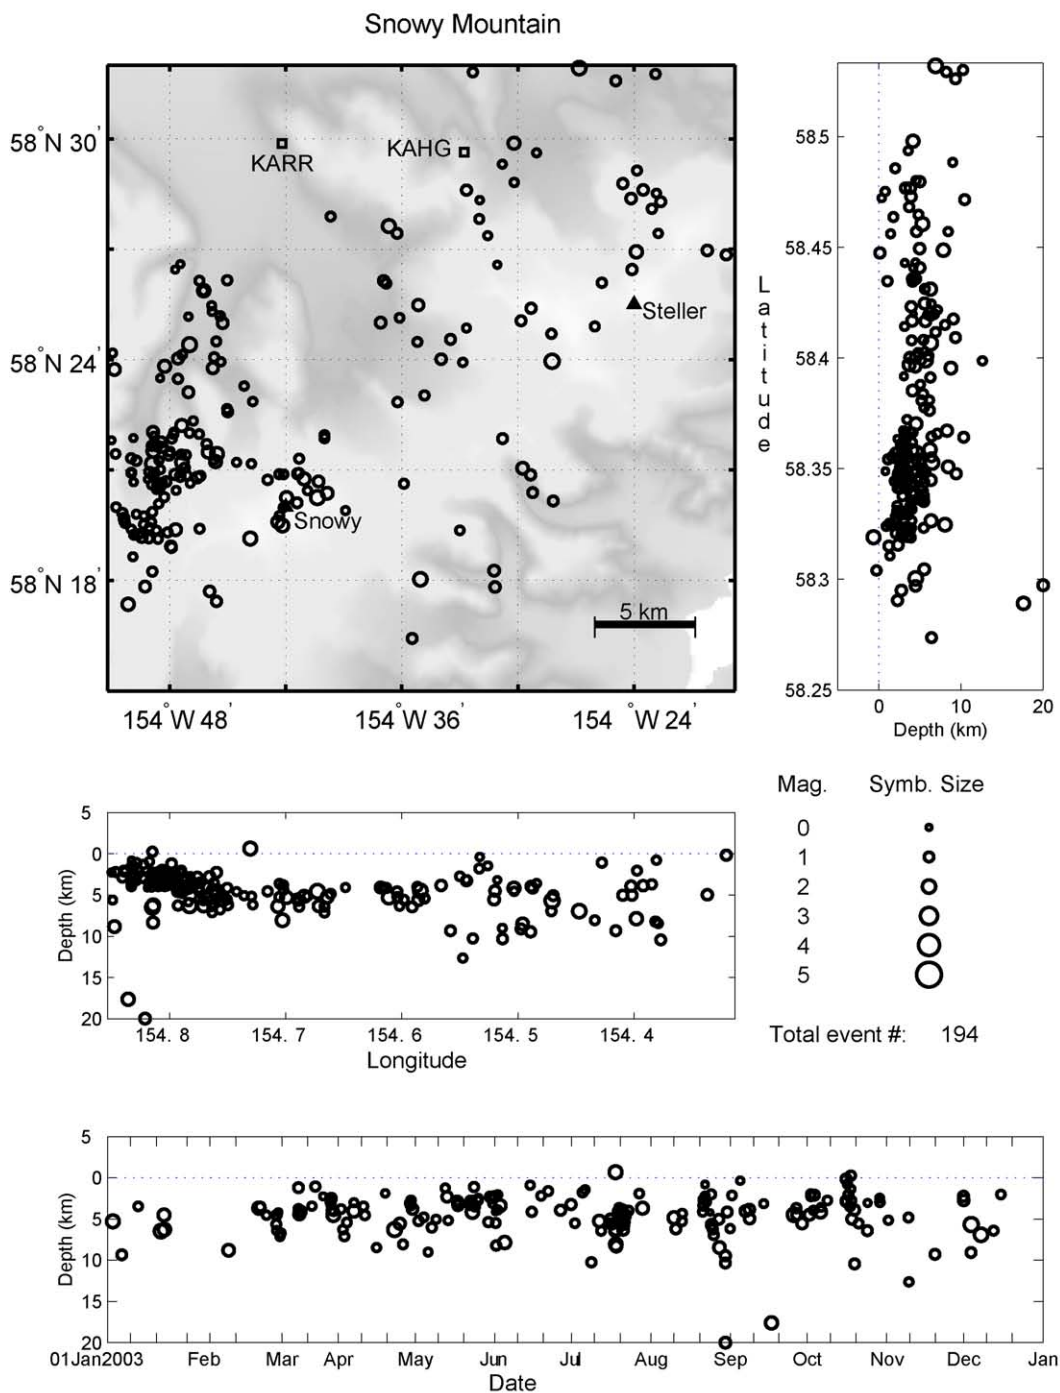 Snowy Mountain
58°N 30'
58°N 24'
58°N 18'
KARR
KAHG
Steller
Snowy
5 km
154°W 48'
154°W 36'
154°W 24'
Latitude
58.5
58.45
58.4
58.35
58.3
58.25
0 10 20
Depth (km)
5
0
5
10
15
20
Depth (km)
154. 8 154. 7 154. 6 154. 5 154. 4
Longitude
Mag. Symb. Size
0
1
2
3
4
5
Total event #: 194
5
0
5
10
15
20
Depth (km)
01Jan2003 Feb Mar Apr May Jun Jul Aug Sep Oct Nov Dec Jan
Date